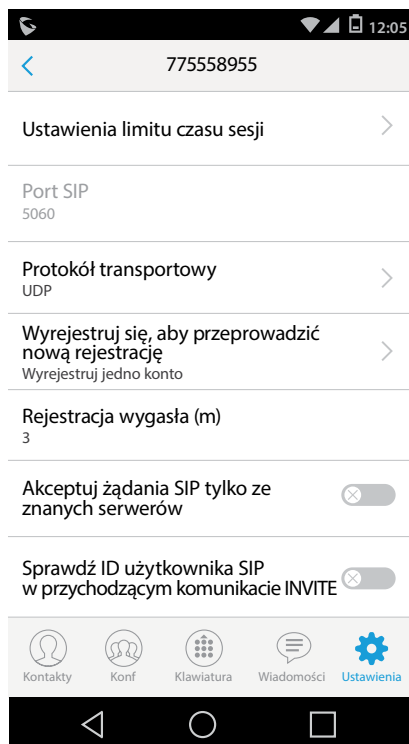 12:05
775558955
Ustawienia limitu czasu sesji
Port SIP
5060
Protokół transportowy
UDP
Wyrejestruj się, aby przeprowadzić
nową rejestrację
Wyrejestruj jedno konto
Rejestracja wygasła (m)
3
Akceptuj żądania SIP tylko ze
znanych serwerów
Sprawdź ID użytkownika SIP
w przychodzącym komunikacie INVITE
Kontakty Konf Klawiatura Wiadomości Ustawienia